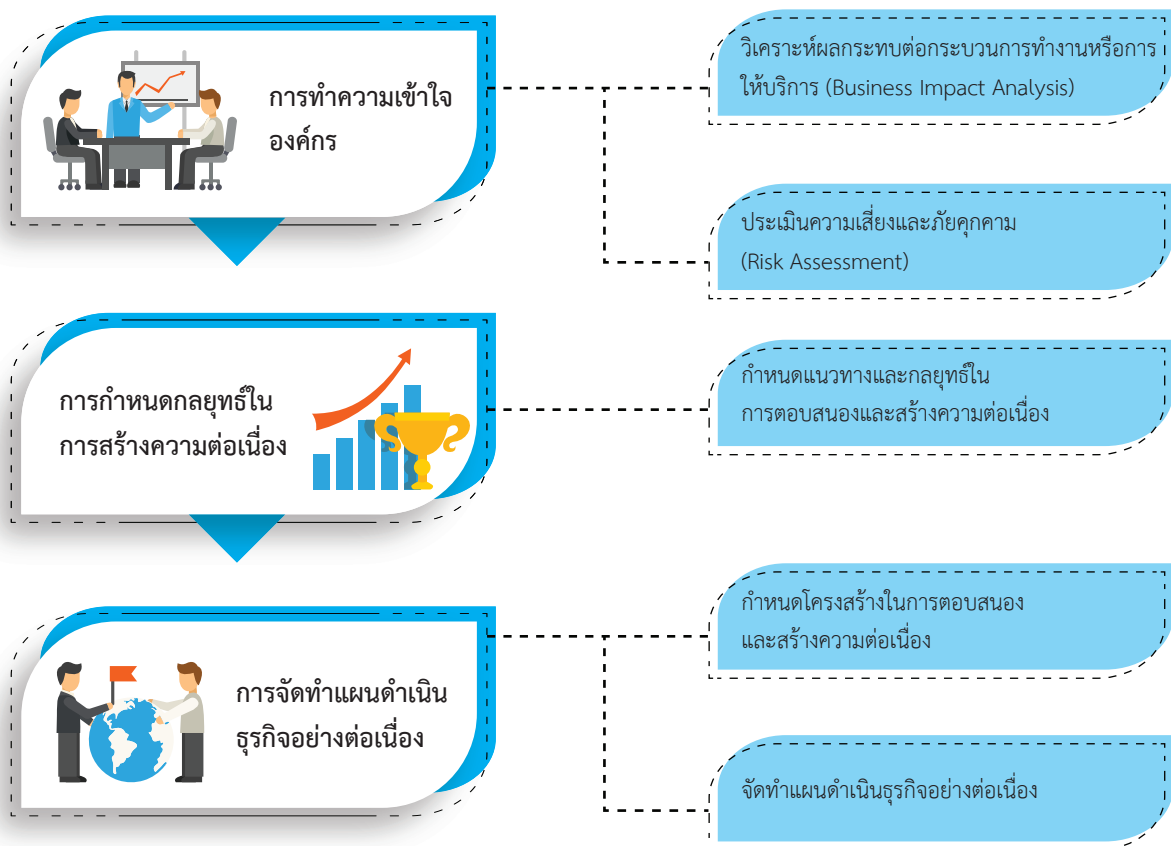 การทำความเข้าใจ
องค์กร
วิเคราะห์ผลกระทบต่อกระบวนการทำงานหรือการ
ให้บริการ (Business Impact Analysis)
ประเมินความเสี่ยงและภัยคุกคาม
(Risk Assessment)
การกำหนดกลยุทธ์ใน
การสร้างความต่อเนื่อง
กำหนดแนวทางและกลยุทธ์ใน
การตอบสนองและสร้างความต่อเนื่อง
การจัดทำแผนดำเนิน
ธุรกิจอย่างต่อเนื่อง
กำหนดโครงสร้างในการตอบสนอง
และสร้างความต่อเนื่อง
จัดทำแผนดำเนินธุรกิจอย่างต่อเนื่อง